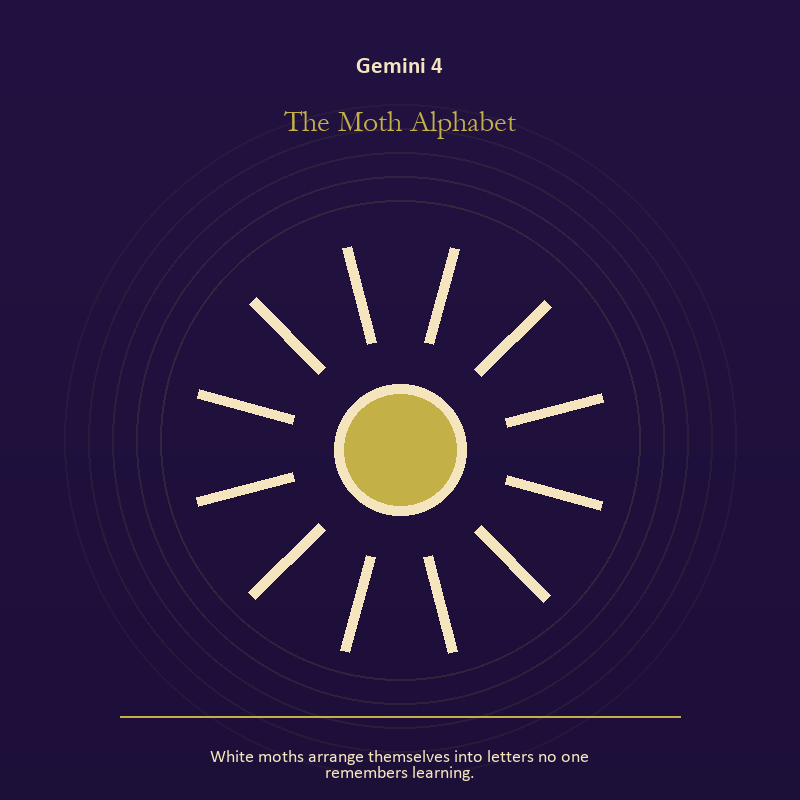 Gemini 4
The Moth Alphabet
White moths arrange themselves into letters no one
remembers learning.